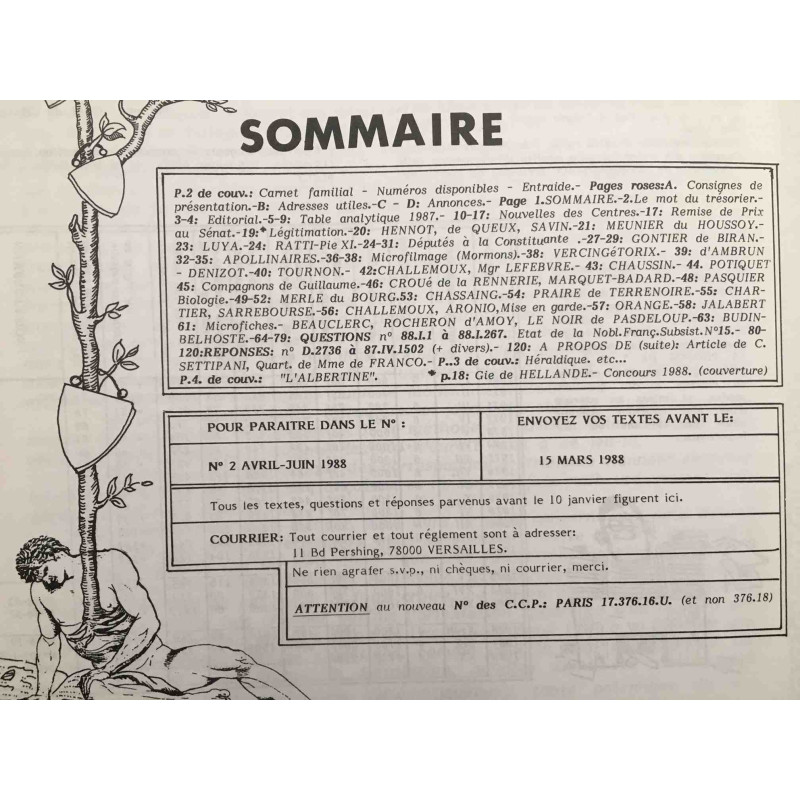 SOMMAIRE
P.2 de couv.: Carnet familial - Numéros disponibles - Entraide.- Pages roses:A. Consignes de
présentation.-B: Adresses utiles.-C - D: Annonces.- Page 1.SOMMAIRE.-2.Le mot du trésorier.-
3-4: Editorial.-5-9: Table analytique 1987.- 10-17: Nouvelles des Centres.-17: Remise de Prix
au Sénat.-19:*Légitimation.-20: HENNOT, de QUEUX, SAVIN.-21: MEUNIER du HOUSSOY.-
23: LUYA.-24: RATTI-Pie XI.-24-31: Députés à la Constituante .-27-29: GONTIER de BIRAN.-
32-35: APOLLINAIRES.-36-38: Microfilmage (Mormons).-38: VERCINGéTORIX.- 39: d'AMBRUN
- DENIZOT.-40: TOURNON.- 42:CHALLEMOUX, Mgr LEFEBVRE.- 43: CHAUSSIN.- 44. POTIQUET
45: Compagnons de Guillaume.-46: CROUé de la RENNERIE, MARQUET-BADARD.-48: PASQUIER
Biologie.-49-52: MERLE du BOURG.53: CHASSAING.-54: PRAIRE de TERRENOIRE.-55: CHAR-
TIER, SARREBOURSE.-56: CHALLEMOUX, ARONIO,Mise en garde.-57: ORANGE.-58: JALABERT
61: Microfiches.- BEAUCLERC, ROCHERON d'AMOY, LE NOIR de PASDELOUP.-63: BUDIN-
BELHOSTE.-64-79: QUESTIONS n° 88.I.1 à 88.I.267. Etat de la Nobl.Franç.Subsist.N°15.- 80-
120:REPONSES: n° D.2736 à 87.IV.1502 (+ divers).- 120: A PROPOS DE (suite): Article de C.
SETTIPANI, Quart. de Mme de FRANCO.- P..3 de couv.: Héraldique. etc...
P.4. de couv.: "L'ALBERTINE". * p.18: Gie de HELLANDE.- Concours 1988. (couverture)
POUR PARAITRE DANS LE N° : ENVOYEZ VOS TEXTES AVANT LE:
N° 2 AVRIL-JUIN 1988 15 MARS 1988
Tous les textes, questions et réponses parvenus avant le 10 janvier figurent ici.
COURRIER: Tout courrier et tout réglement sont à adresser:
11 Bd Pershing, 78000 VERSAILLES.
Ne rien agrafer s.v.p., ni chèques, ni courrier, merci.
ATTENTION au nouveau N° des C.C.P.: PARIS 17.376.16.U. (et non 376.18)